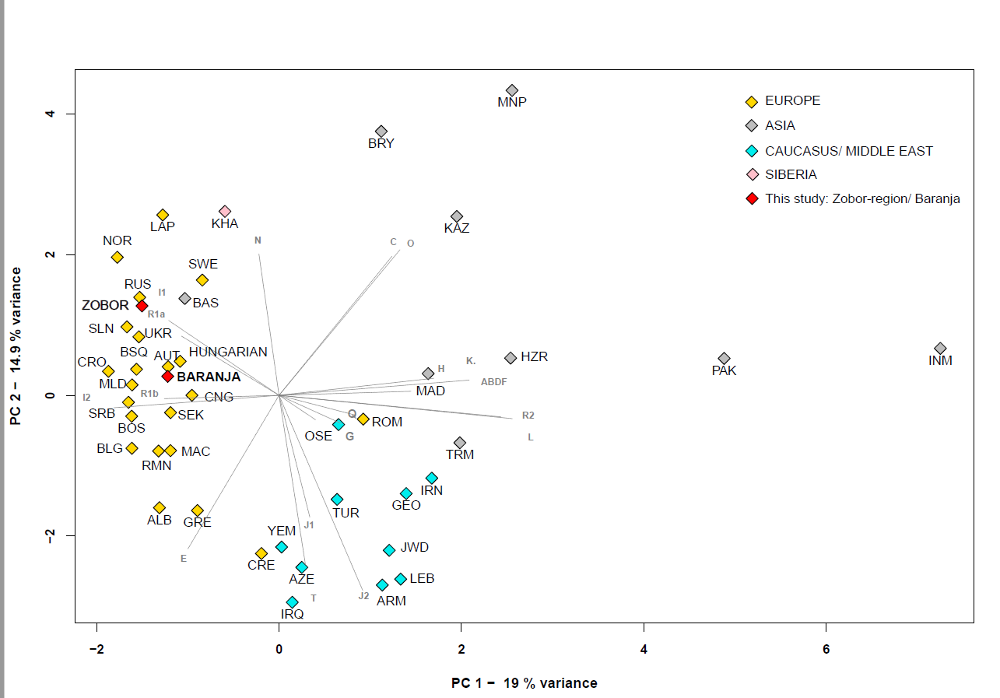 4
2
0
−2
PC 2 − 14.9 % variance
MNP
EUROPE
ASIA
BRY
CAUCASUS/ MIDDLE EAST
SIBERIA
This study: Zobor-region/ Baranja
LAP
KHA
KAZ
NOR
N
C
O
SWE
RUS
I1
ZOBOR
BAS
R1a
SLN
UKR
BSQ
AUT
HUNGARIAN
CRO
HZR
K.
H
PAK
INM
BARANJA
MLD
ABDF
R1b
CNG
MAD
I2
SRB
SEK
Q
ROM
R2
BOS
OSE
G
L
BLG
MAC
TRM
RMN
IRN
GEO
TUR
ALB
GRE
J1
YEM
JWD
E
CRE
AZE
LEB
T
J2
ARM
IRQ
−2
0
2
4
6
PC 1 − 19 % variance